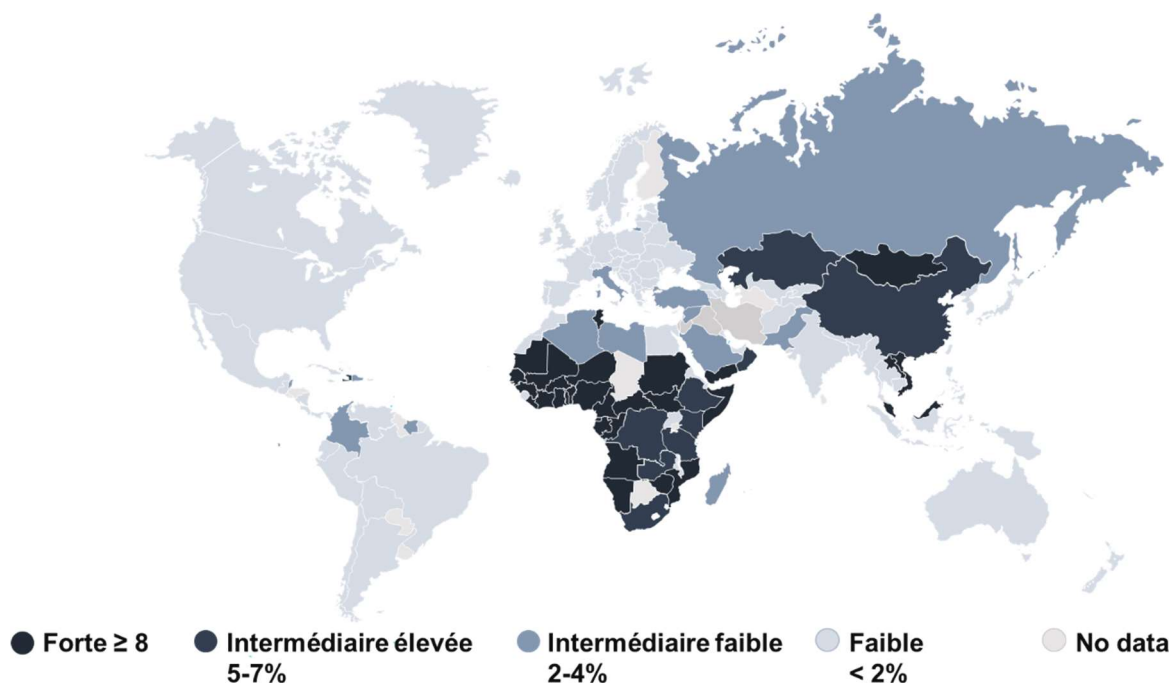 Forte ≥ 8
Intermédiaire élevée
5-7%
Intermédiaire faible
2-4%
Faible
< 2%
No data